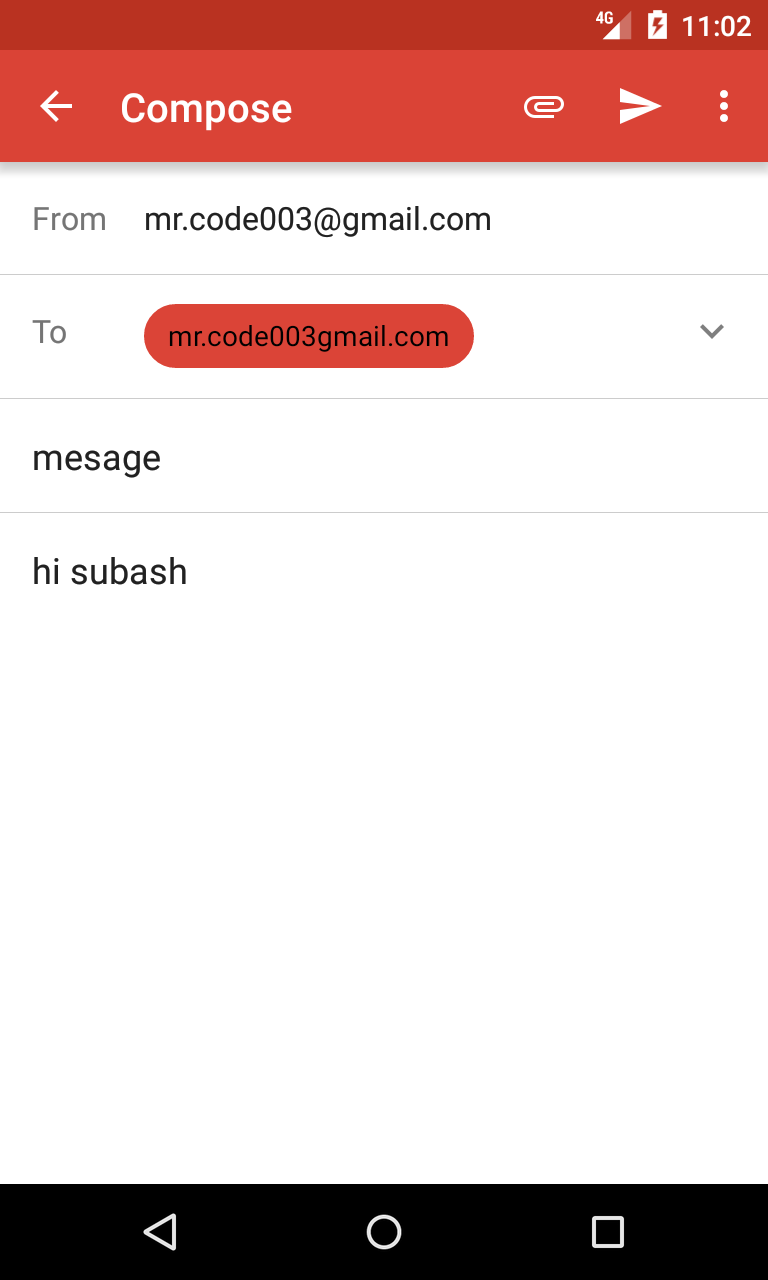 4G 11:02
Compose
From mr.code003@gmail.com
To mr.code003gmail.com
mesage
hi subash